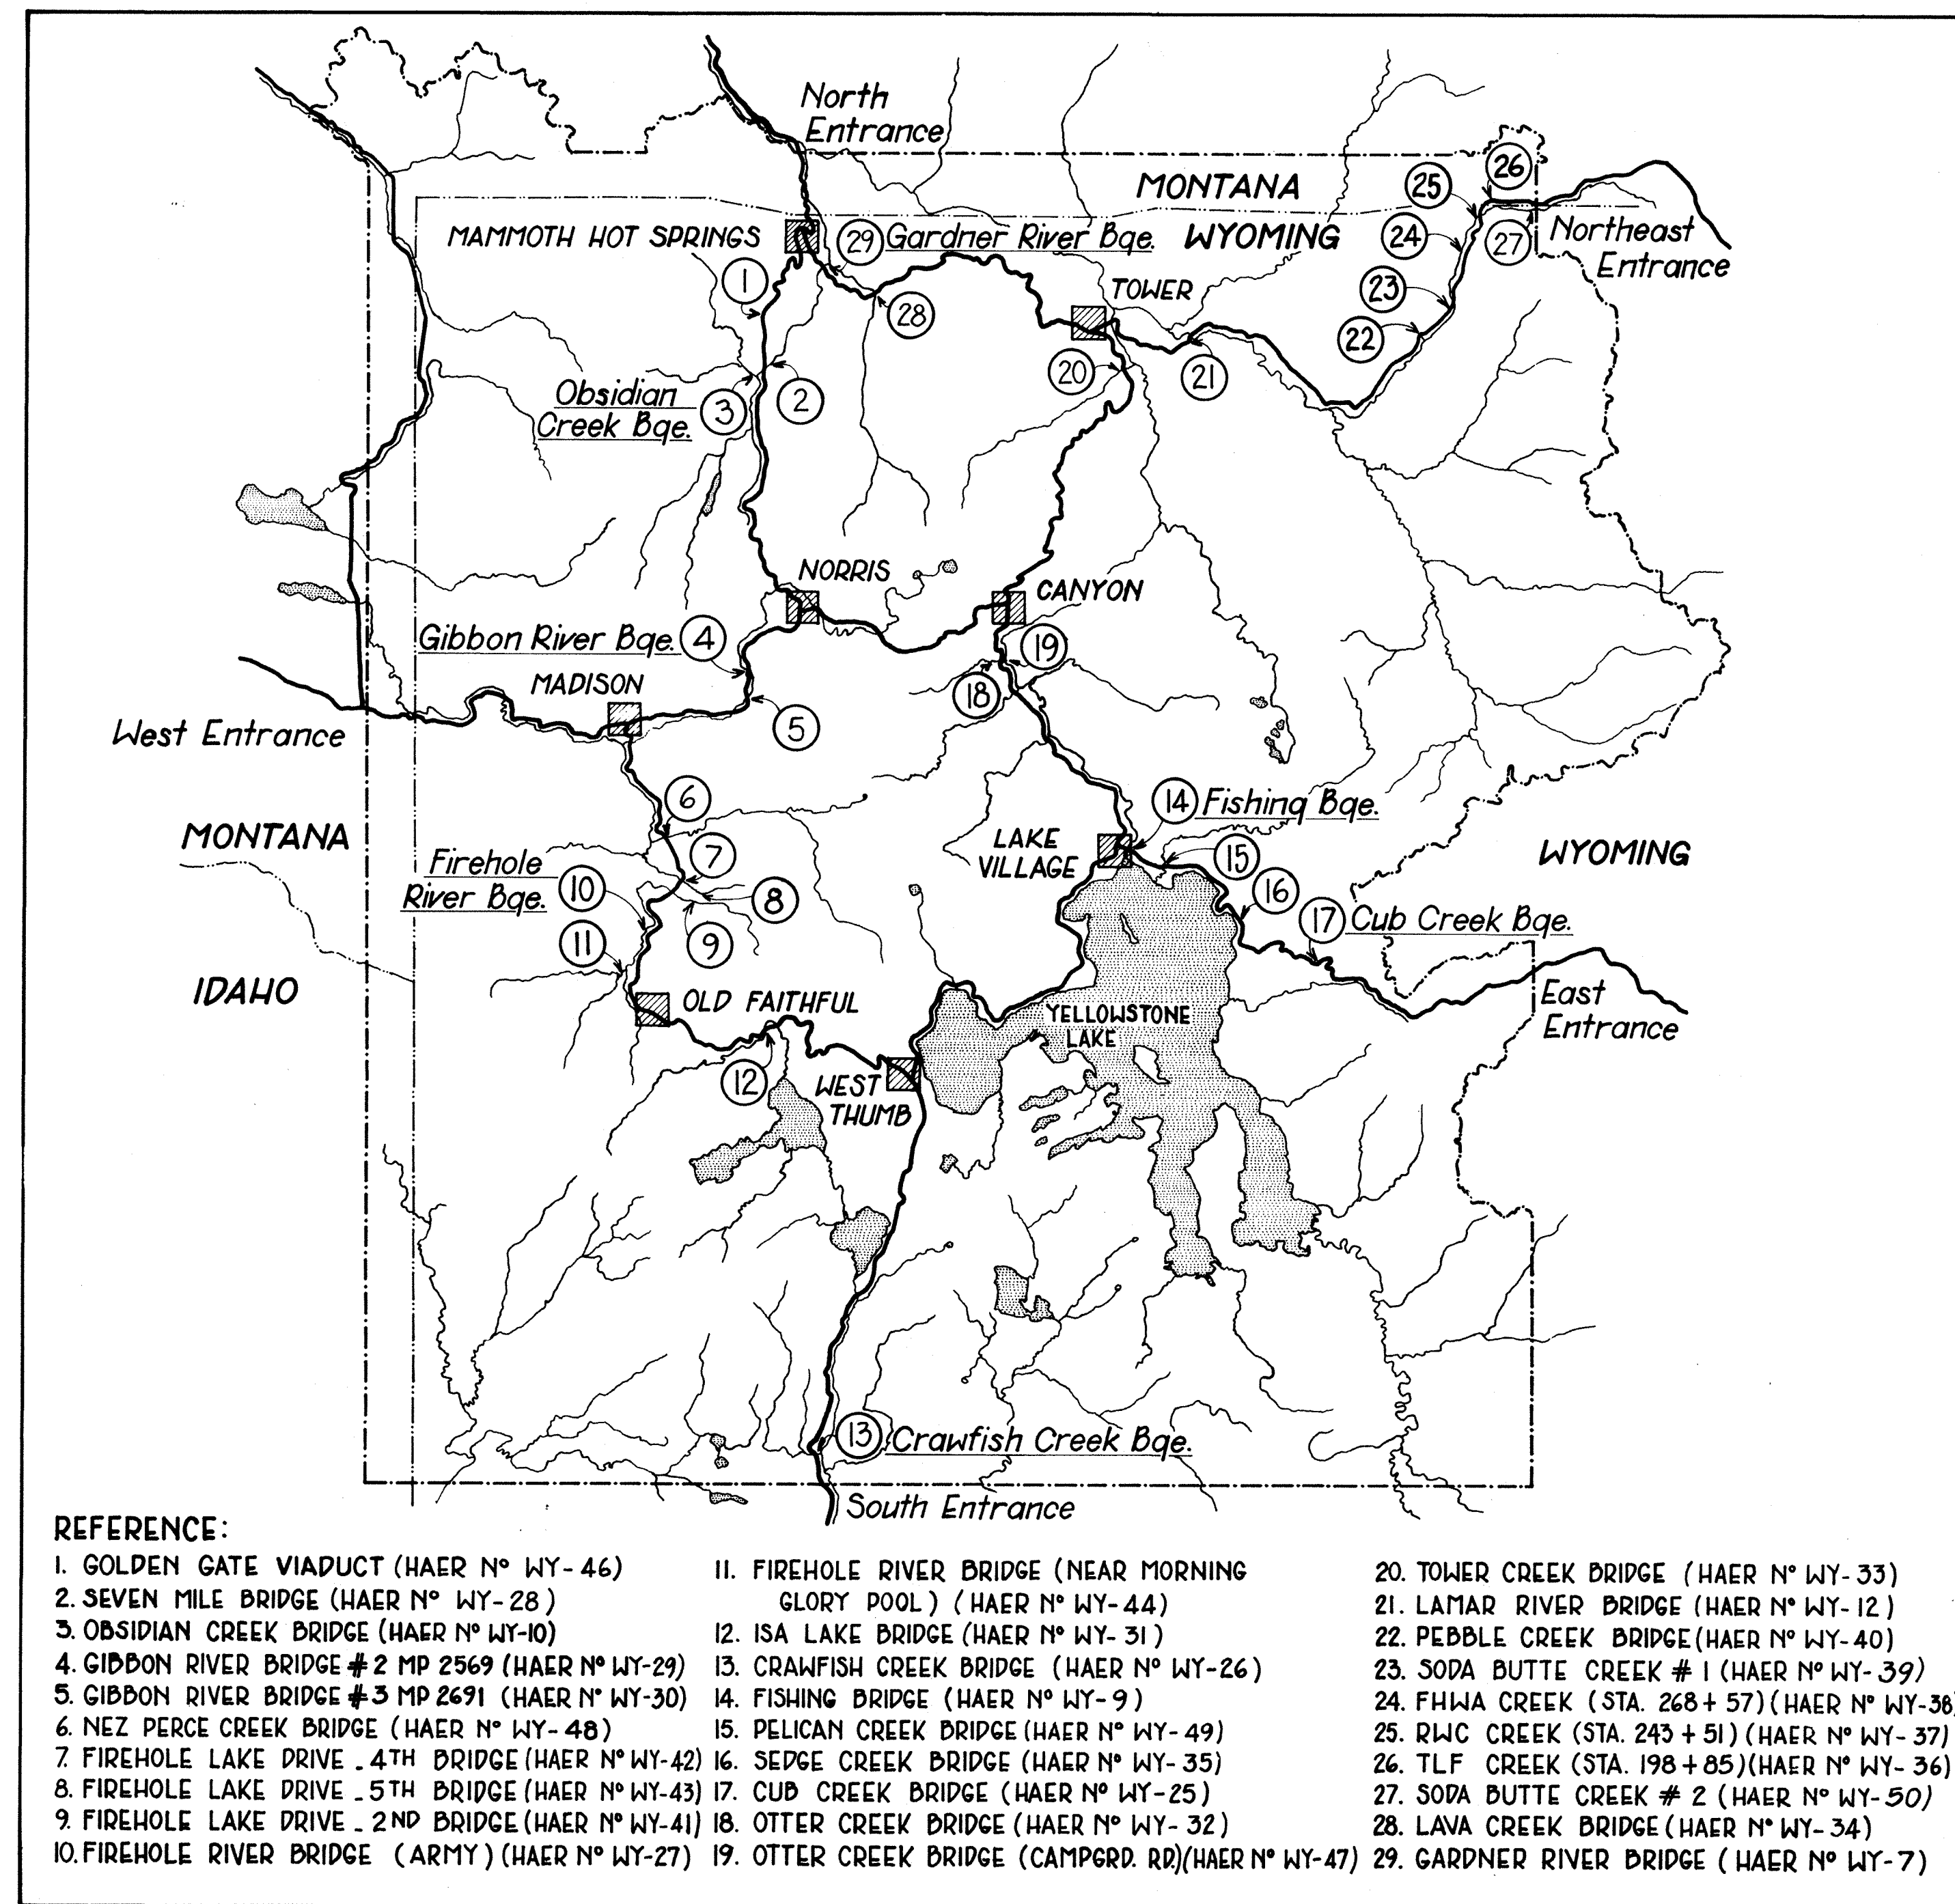 North
Entrance
MONTANA
26
25
MAMMOTH HOT SPRINGS
29 Gardner River Bge.
WYOMING
24
27
Northeast
Entrance
1
TOWER
23
28
22
20
21
Obsidian
Creek Bge.
3
2
NORRIS
CANYON
Gibbon River Bge. 4
19
MADISON
18
West Entrance
5
6
14 Fishing Bge.
MONTANA
LAKE
VILLAGE
WYOMING
7
15
Firehole
River Bge.
10
8
16
17 Cub Creek Bge.
11
9
IDAHO
OLD FAITHFUL
East
Entrance
YELLOWSTONE
LAKE
12
WEST
THUMB
13 Crawfish Creek Bge.
South Entrance
REFERENCE:
1. GOLDEN GATE VIADUCT (HAER Nº WY-46)
2. SEVEN MILE BRIDGE (HAER Nº WY-28)
3. OBSIDIAN CREEK BRIDGE (HAER Nº WY-10)
4. GIBBON RIVER BRIDGE #2 MP 2569 (HAER Nº WY-29)
5. GIBBON RIVER BRIDGE #3 MP 2691 (HAER Nº WY-30)
6. NEZ PERCE CREEK BRIDGE (HAER Nº WY-48)
7. FIREHOLE LAKE DRIVE - 4TH BRIDGE (HAER Nº WY-42)
8. FIREHOLE LAKE DRIVE - 5TH BRIDGE (HAER Nº WY-43)
9. FIREHOLE LAKE DRIVE - 2ND BRIDGE (HAER Nº WY-41)
10. FIREHOLE RIVER BRIDGE (ARMY) (HAER Nº WY-27)
11. FIREHOLE RIVER BRIDGE (NEAR MORNING
GLORY POOL) (HAER Nº WY-44)
12. ISA LAKE BRIDGE (HAER Nº WY-31)
13. CRAWFISH CREEK BRIDGE (HAER Nº WY-26)
14. FISHING BRIDGE (HAER Nº WY-9)
15. PELICAN CREEK BRIDGE (HAER Nº WY-49)
16. SEDGE CREEK BRIDGE (HAER Nº WY-35)
17. CUB CREEK BRIDGE (HAER Nº WY-25)
18. OTTER CREEK BRIDGE (HAER Nº WY-32)
19. OTTER CREEK BRIDGE (CAMPGRD. RD.)(HAER Nº WY-47)
20. TOWER CREEK BRIDGE (HAER Nº WY-33)
21. LAMAR RIVER BRIDGE (HAER Nº WY-12)
22. PEBBLE CREEK BRIDGE (HAER Nº WY-40)
23. SODA BUTTE CREEK #1 (HAER Nº WY-39)
24. FHWA CREEK (STA. 268+57) (HAER Nº WY-38)
25. RWC CREEK (STA. 243+51) (HAER Nº WY-37)
26. TLF CREEK (STA. 198+85)(HAER Nº WY-36)
27. SODA BUTTE CREEK #2 (HAER Nº WY-50)
28. LAVA CREEK BRIDGE (HAER Nº WY-34)
29. GARDNER RIVER BRIDGE (HAER Nº WY-7)